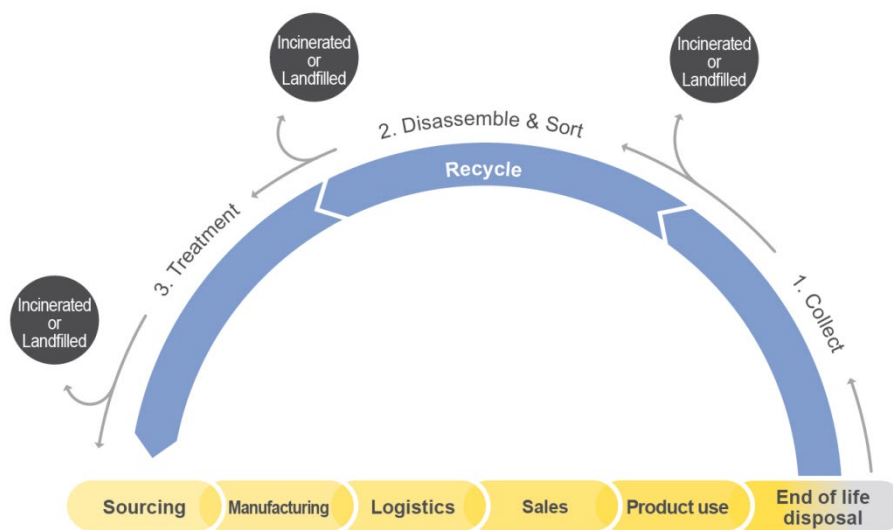 Incinerated
or
Landfilled
Incinerated
or
Landfilled
2. Disassemble & Sort
Recycle
3. Treatment
1. Collect
Incinerated
or
Landfilled
Sourcing
Manufacturing
Logistics
Sales
Product use
End of life
disposal